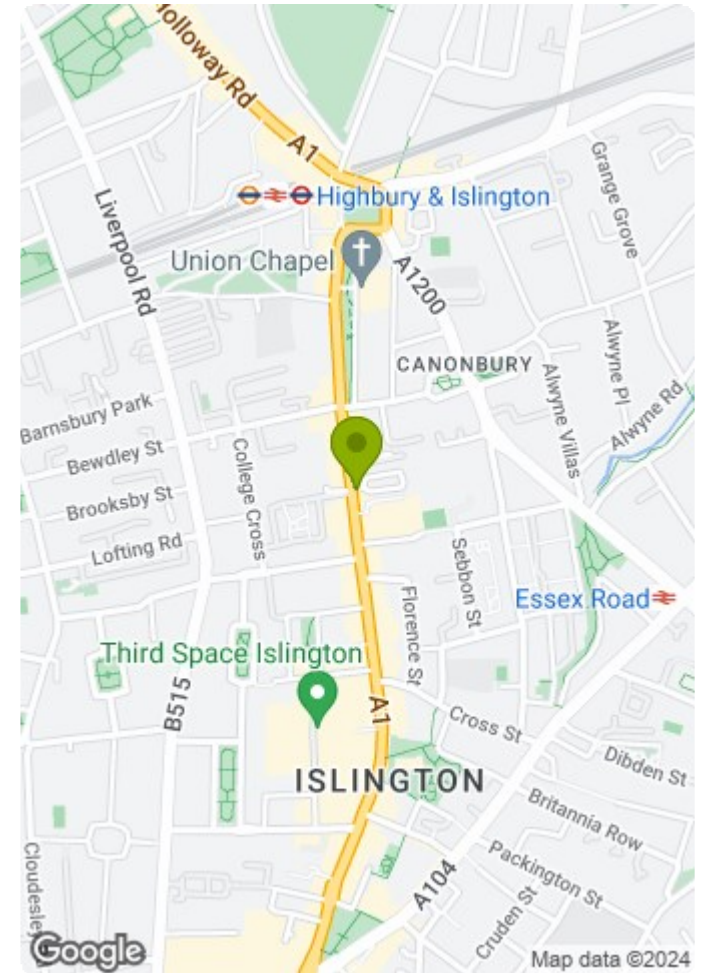 Holloway Rd
A1
Highbury & Islington
Grange Grove
Liverpool Rd
Union Chapel
A1200
CANONBURY
Alwyne Pl
Alwyne Villas
Alwyne Rd
Barnsbury Park
Bewdley St
College Cross
Brooksby St
Lofting Rd
Sebbon St
Essex Road
Florence St
Third Space Islington
B515
A1
Cross St
Dibden St
ISLINGTON
Britannia Row
Packington St
A104
Cruden St
Google
Map data ©2024